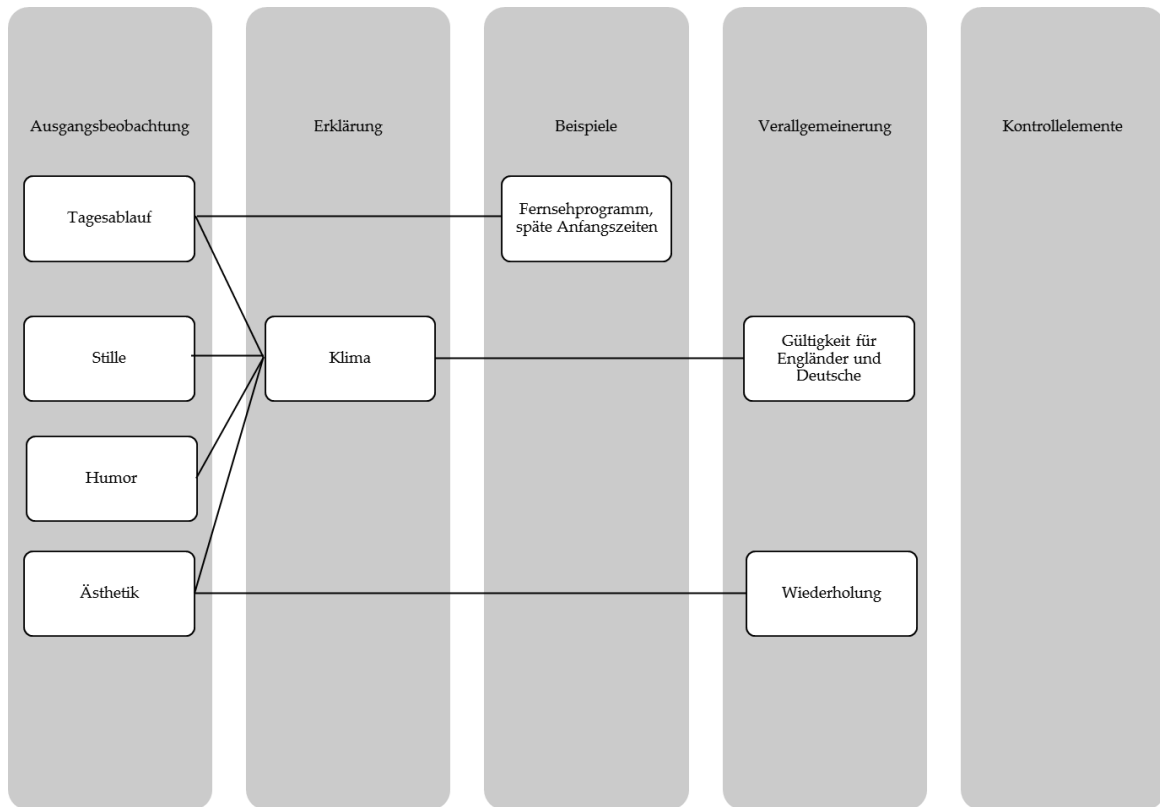 Ausgangsbeobachtung
Erklärung
Beispiele
Verallgemeinerung
Kontrollelemente
Tagesablauf
Fernsehprogramm,
späte Anfangszeiten
Stille
Klima
Gültigkeit für
Engländer und
Deutsche
Humor
Ästhetik
Wiederholung